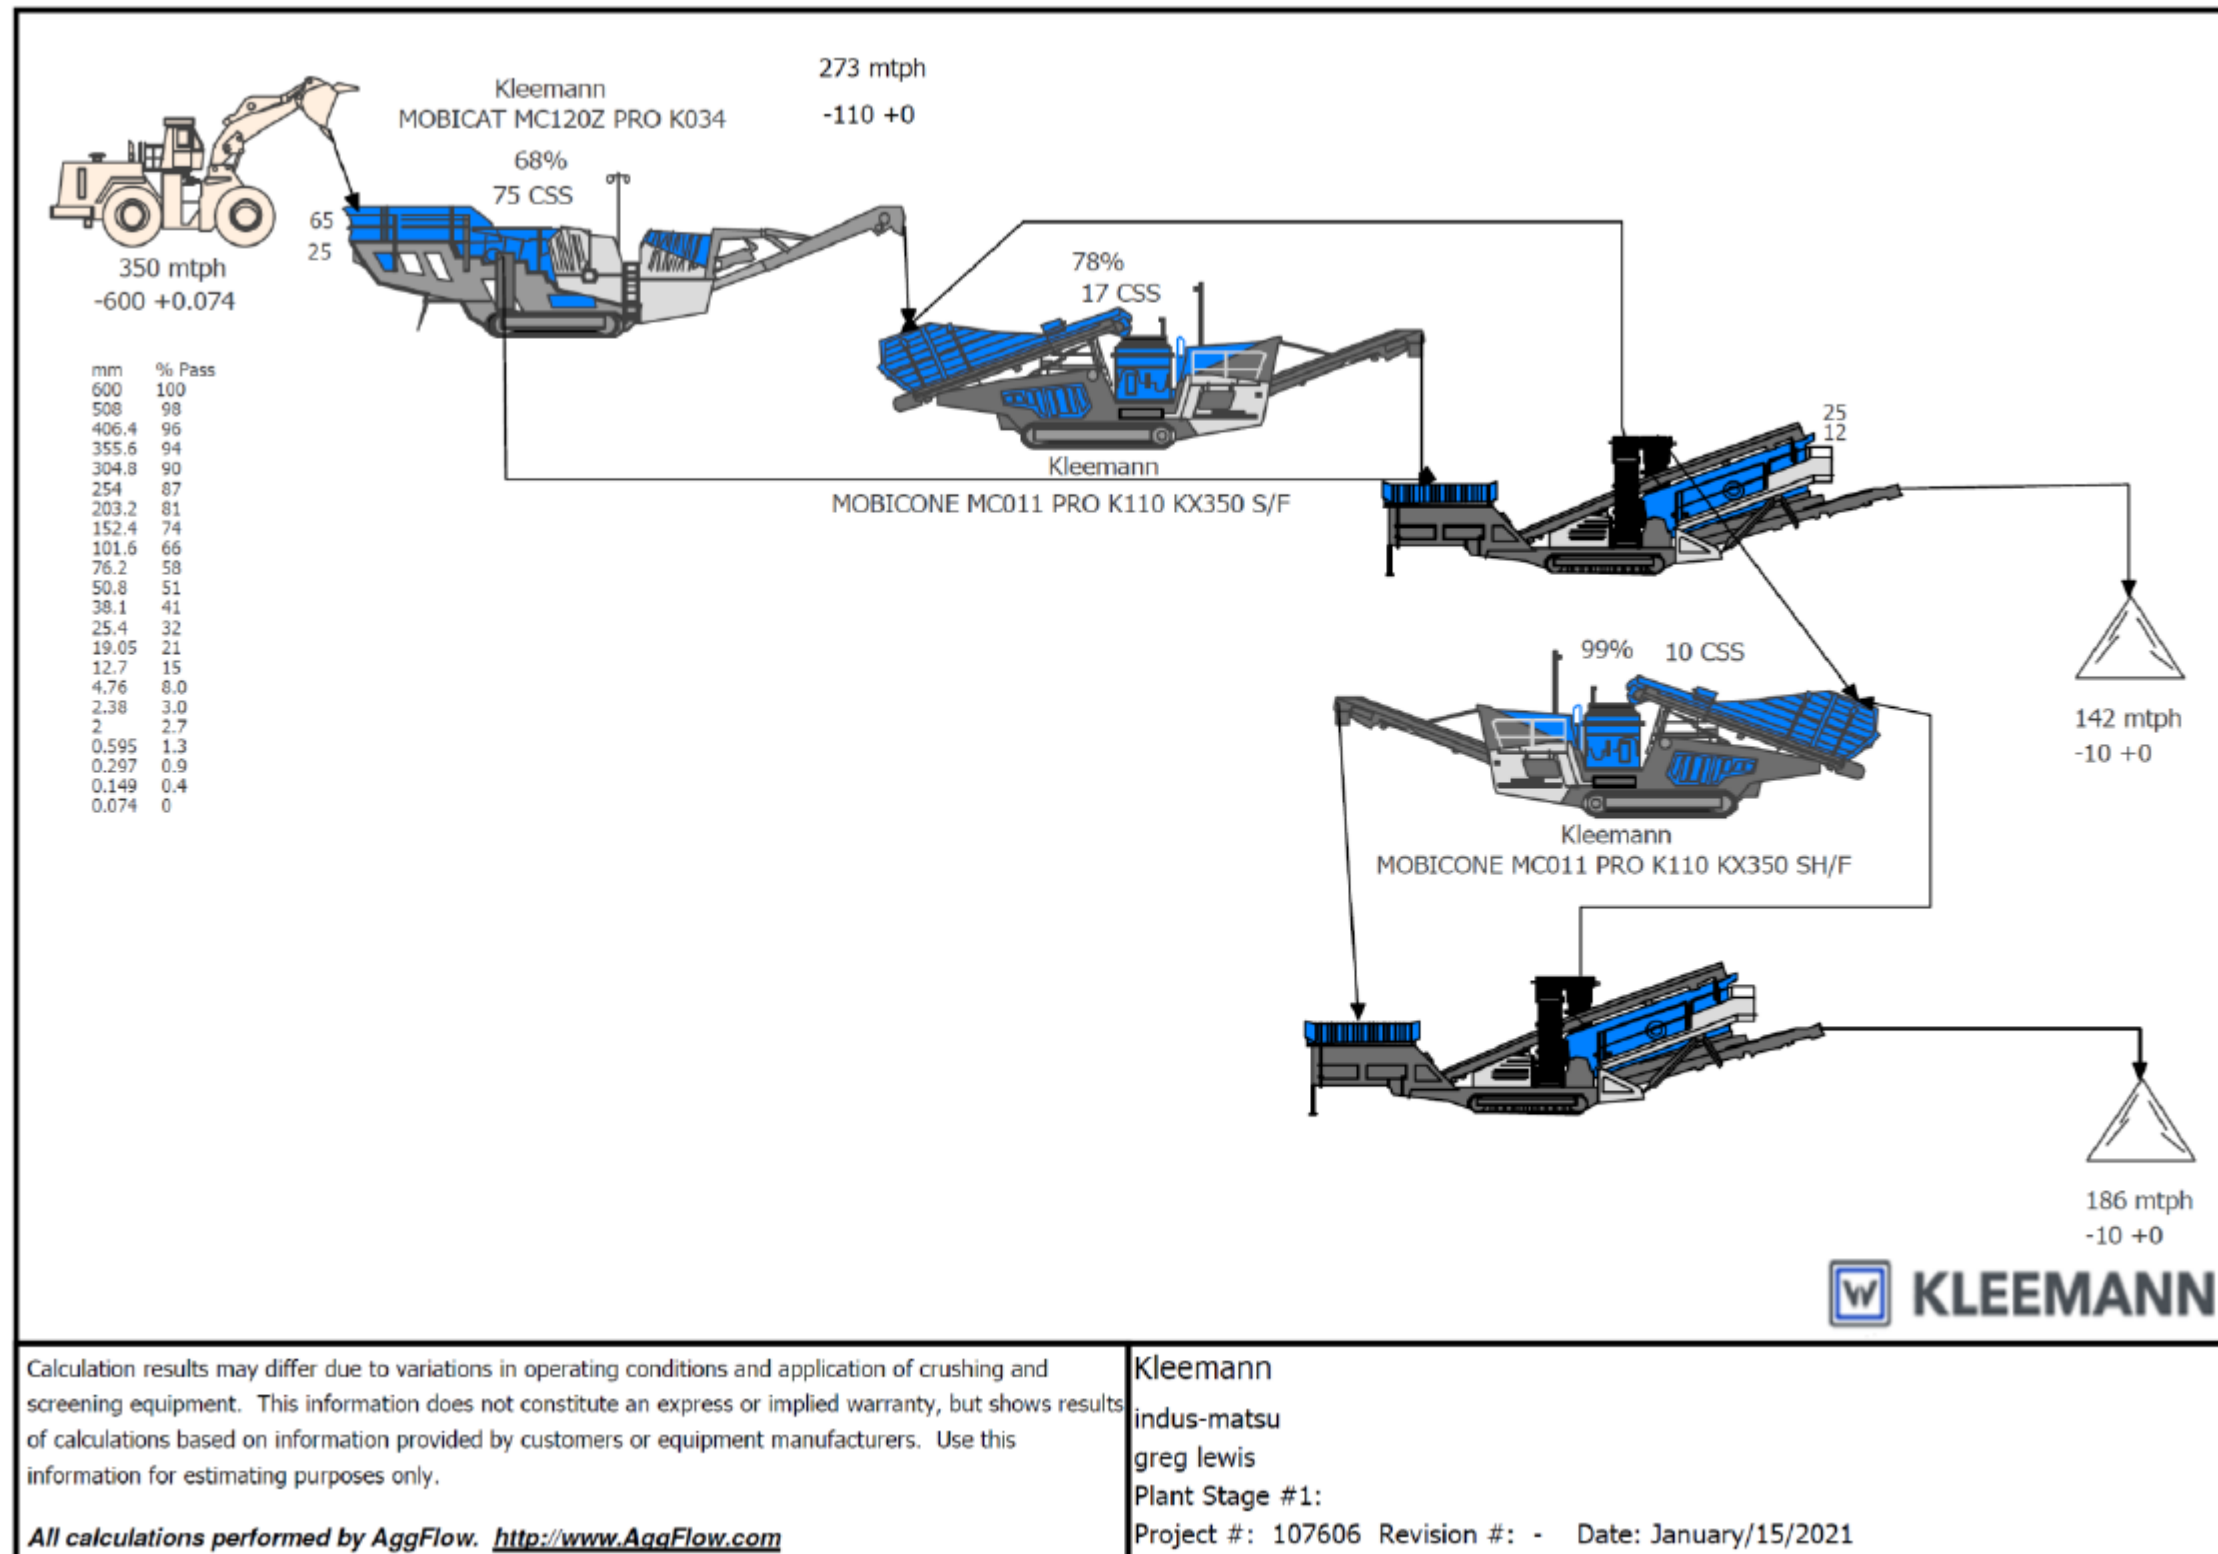 273 mtph
-110 +0
Kleemann
MOBICAT MC120Z PRO K034
68%
75 CSS
65
25
350 mtph
-600 +0.074
78%
17 CSS
Kleemann
MOBICONE MC011 PRO K110 KX350 S/F
25
12
mm % Pass
600 100
508 98
406.4 96
355.6 94
304.8 90
254 87
203.2 81
152.4 74
101.6 66
76.2 58
50.8 51
38.1 41
25.4 32
19.05 21
12.7 15
4.76 8.0
2.38 3.0
2 2.7
0.595 1.3
0.297 0.9
0.149 0.4
0.074 0
99% 10 CSS
Kleemann
MOBICONE MC011 PRO K110 KX350 SH/F
142 mtph
-10 +0
186 mtph
-10 +0
W KLEEMANN
Calculation results may differ due to variations in operating conditions and application of crushing and
screening equipment. This information does not constitute an express or implied warranty, but shows results
of calculations based on information provided by customers or equipment manufacturers. Use this
information for estimating purposes only.
All calculations performed by AggFlow. http://www.AggFlow.com
Kleemann
indus-matsu
greg lewis
Plant Stage #1:
Project #: 107606 Revision #: - Date: January/15/2021